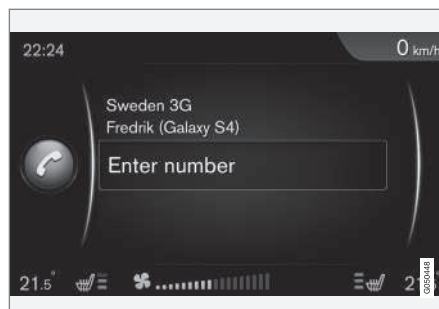 22:24
0 km/h
Sweden 3G
Fredrik (Galaxy S4)
Enter number
21.5°
G050448